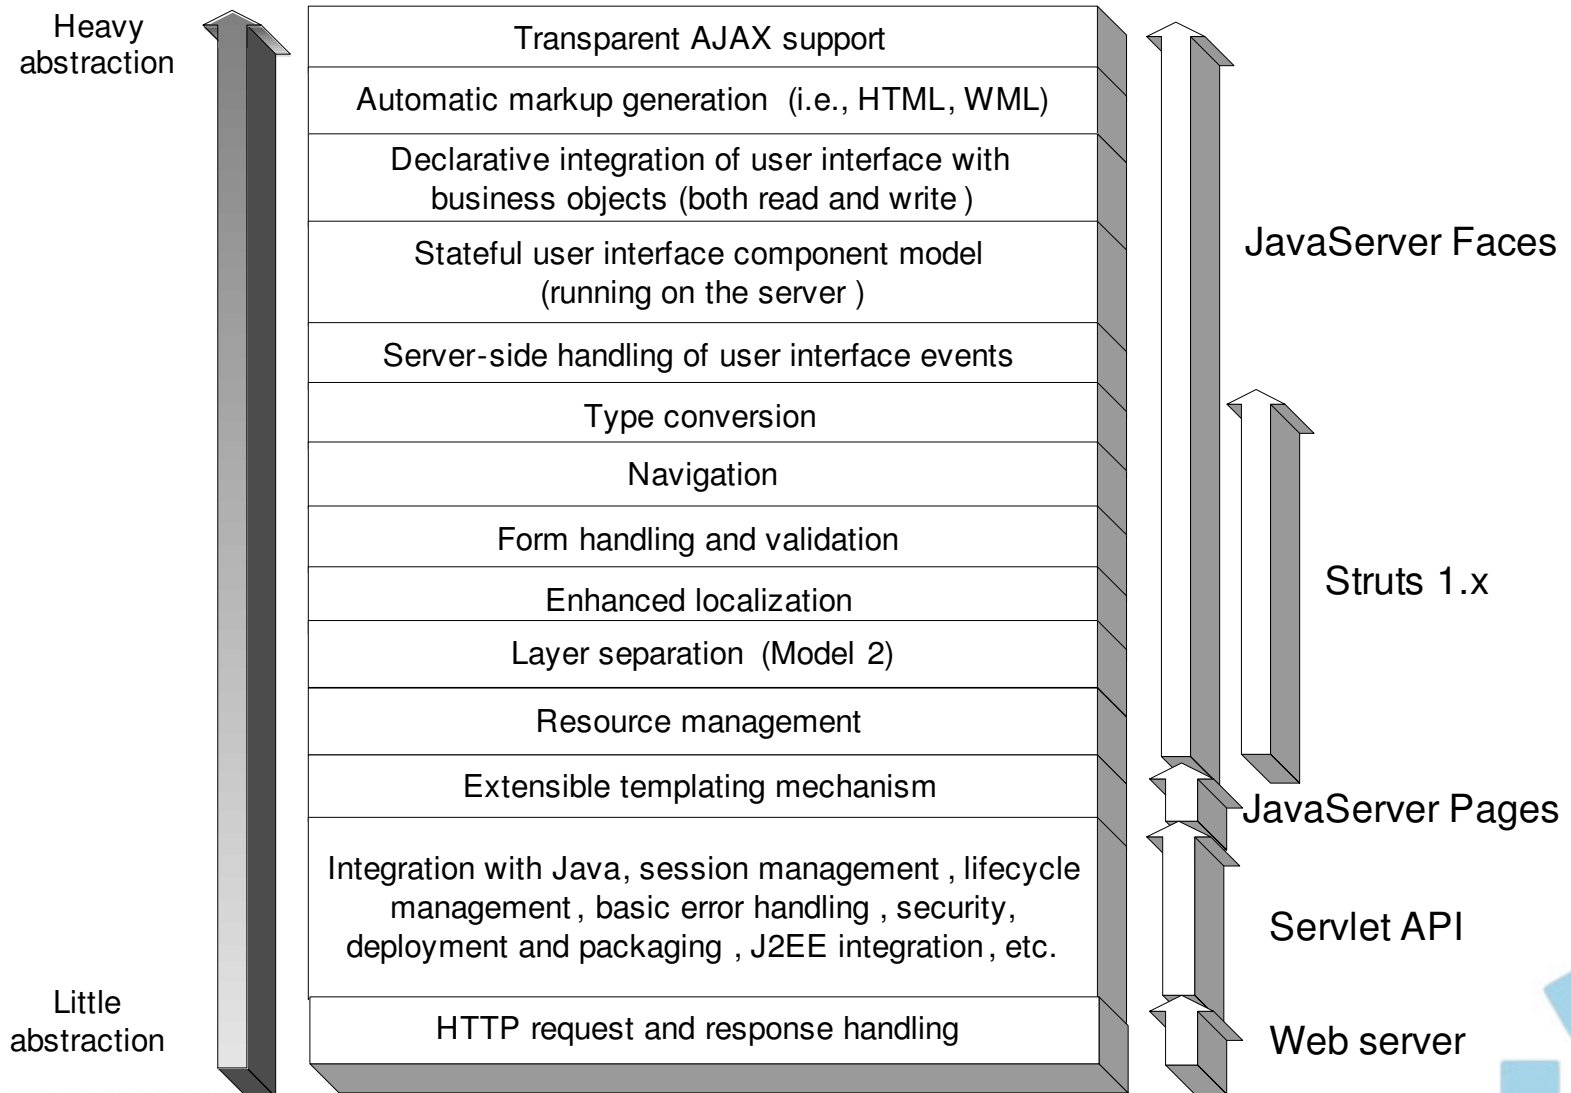 Heavy
abstraction
Transparent AJAX support
Automatic markup generation (i.e., HTML, WML)
Declarative integration of user interface with
business objects (both read and write )
Stateful user interface component model
(running on the server )
JavaServer Faces
Server-side handling of user interface events
Type conversion
Navigation
Form handling and validation
Enhanced localization
Struts 1.x
Layer separation (Model 2)
Resource management
Extensible templating mechanism
JavaServer Pages
Integration with Java, session management , lifecycle
management , basic error handling , security,
deployment and packaging , J2EE integration , etc.
Servlet API
Little
abstraction
HTTP request and response handling
Web server